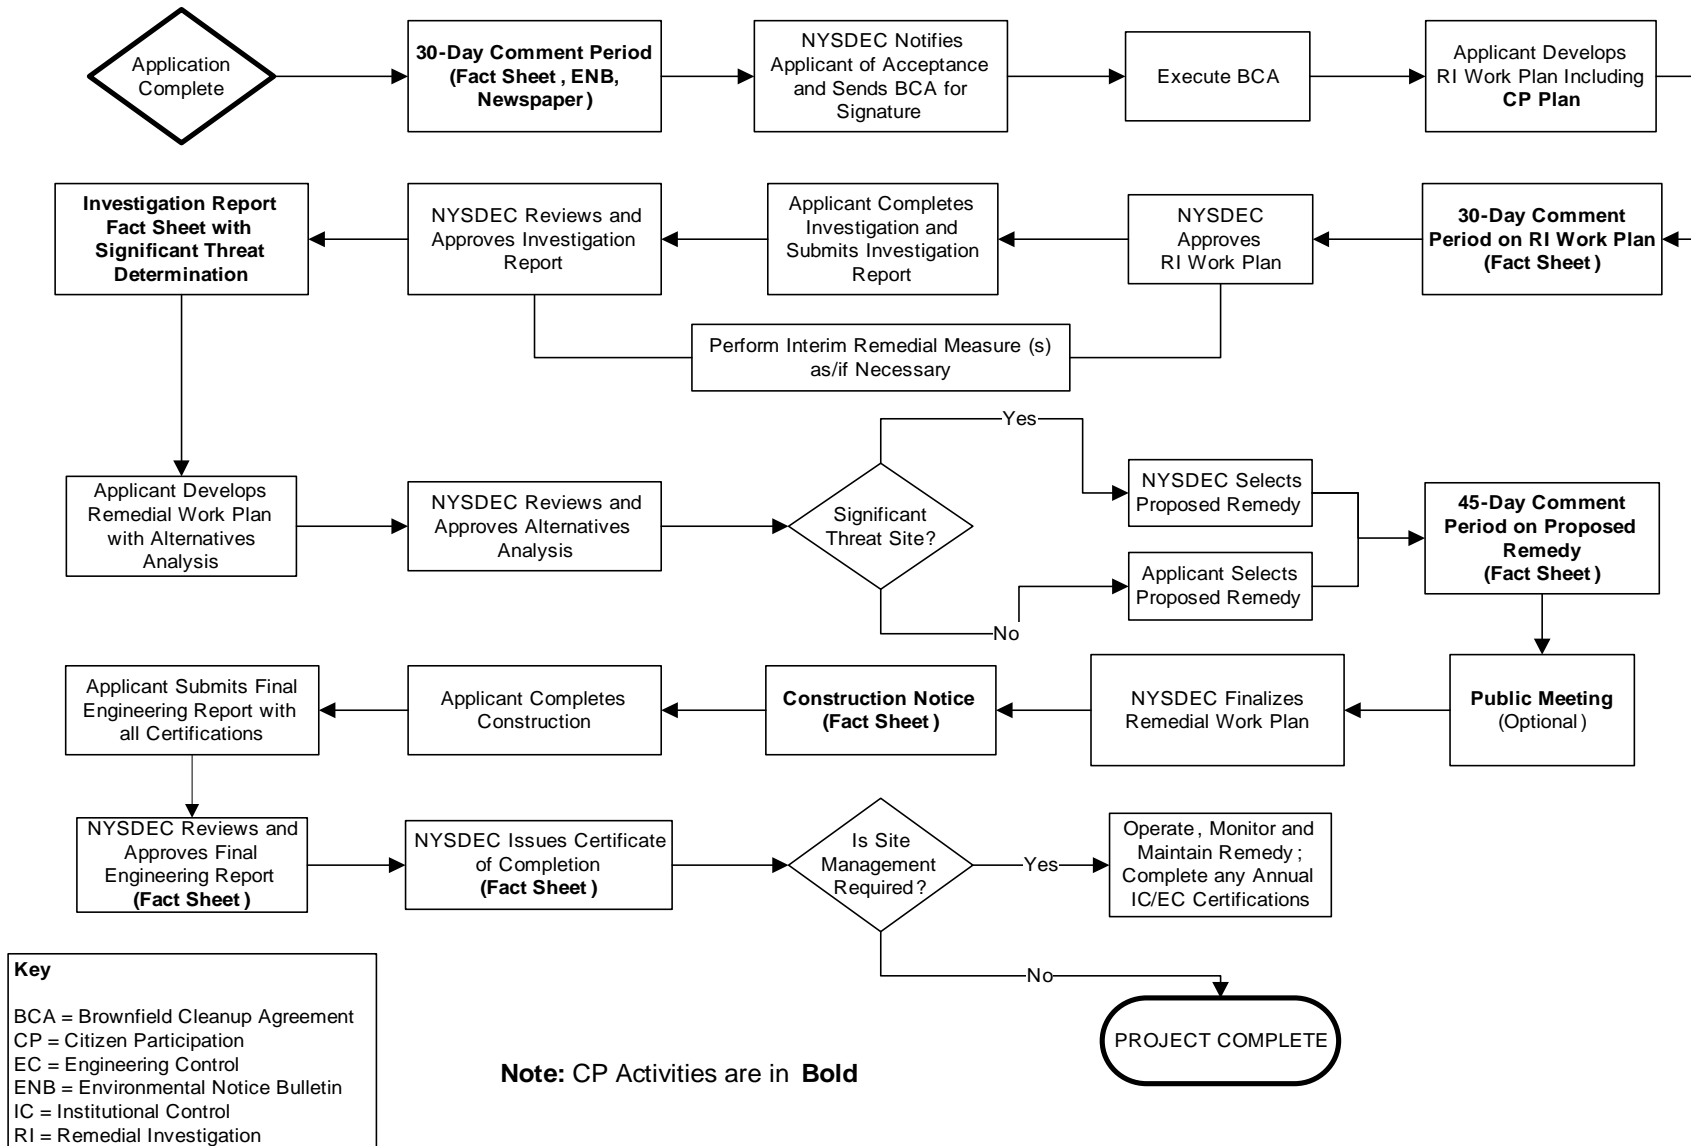 Application
Complete
30-Day Comment Period
(Fact Sheet , ENB,
Newspaper )
NYSDEC Notifies
Applicant of Acceptance
and Sends BCA for
Signature
Execute BCA
Applicant Develops
RI Work Plan Including
CP Plan
Investigation Report
Fact Sheet with
Significant Threat
Determination
NYSDEC Reviews and
Approves Investigation
Report
Applicant Completes
Investigation and
Submits Investigation
Report
NYSDEC
Approves
RI Work Plan
30-Day Comment
Period on RI Work Plan
(Fact Sheet )
Perform Interim Remedial Measure (s)
as/if Necessary
Applicant Develops
Remedial Work Plan
with Alternatives
Analysis
NYSDEC Reviews and
Approves Alternatives
Analysis
Significant
Threat Site?
Yes
No
NYSDEC Selects
Proposed Remedy
Applicant Selects
Proposed Remedy
45-Day Comment
Period on Proposed
Remedy
(Fact Sheet )
Applicant Submits Final
Engineering Report with
all Certifications
Applicant Completes
Construction
Construction Notice
(Fact Sheet )
NYSDEC Finalizes
Remedial Work Plan
Public Meeting
(Optional )
NYSDEC Reviews and
Approves Final
Engineering Report
(Fact Sheet )
NYSDEC Issues Certificate
of Completion
(Fact Sheet )
Is Site
Management
Required?
Yes
No
Operate , Monitor and
Maintain Remedy ;
Complete any Annual
IC/EC Certifications
PROJECT COMPLETE
Key
BCA = Brownfield Cleanup Agreement
CP = Citizen Participation
EC = Engineering Control
ENB = Environmental Notice Bulletin
IC = Institutional Control
RI = Remedial Investigation
Note: CP Activities are in Bold